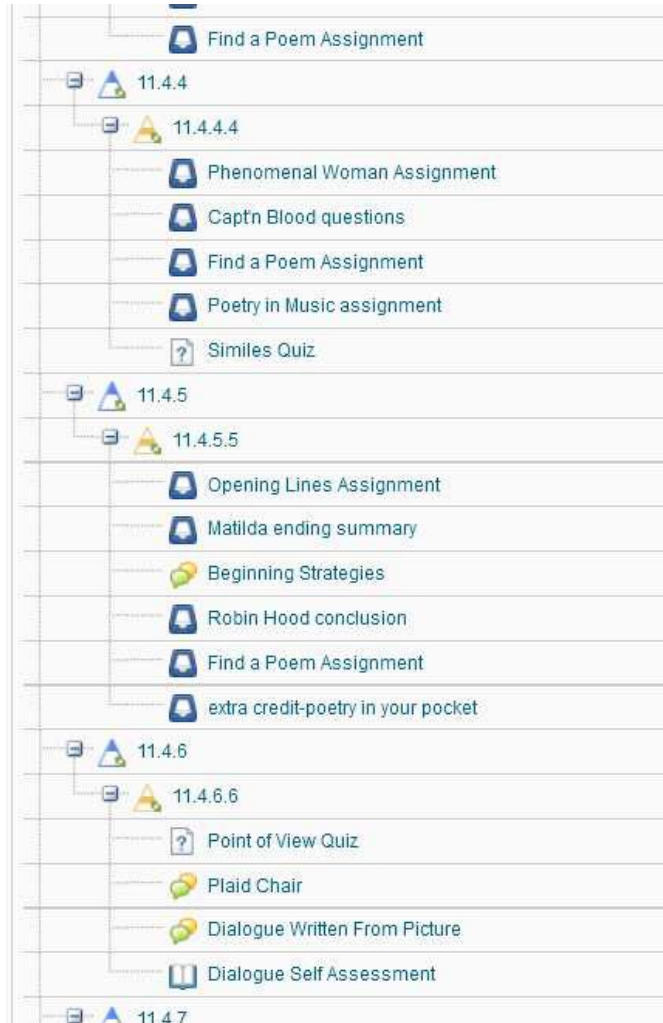 Find a Poem Assignment
11.4.4
11.4.4.4
Phenomenal Woman Assignment
Capt'n Blood questions
Find a Poem Assignment
Poetry in Music assignment
Similes Quiz
11.4.5
11.4.5.5
Opening Lines Assignment
Matilda ending summary
Beginning Strategies
Robin Hood conclusion
Find a Poem Assignment
extra credit-poetry in your pocket
11.4.6
11.4.6.6
Point of View Quiz
Plaid Chair
Dialogue Written From Picture
Dialogue Self Assessment
11.4.7